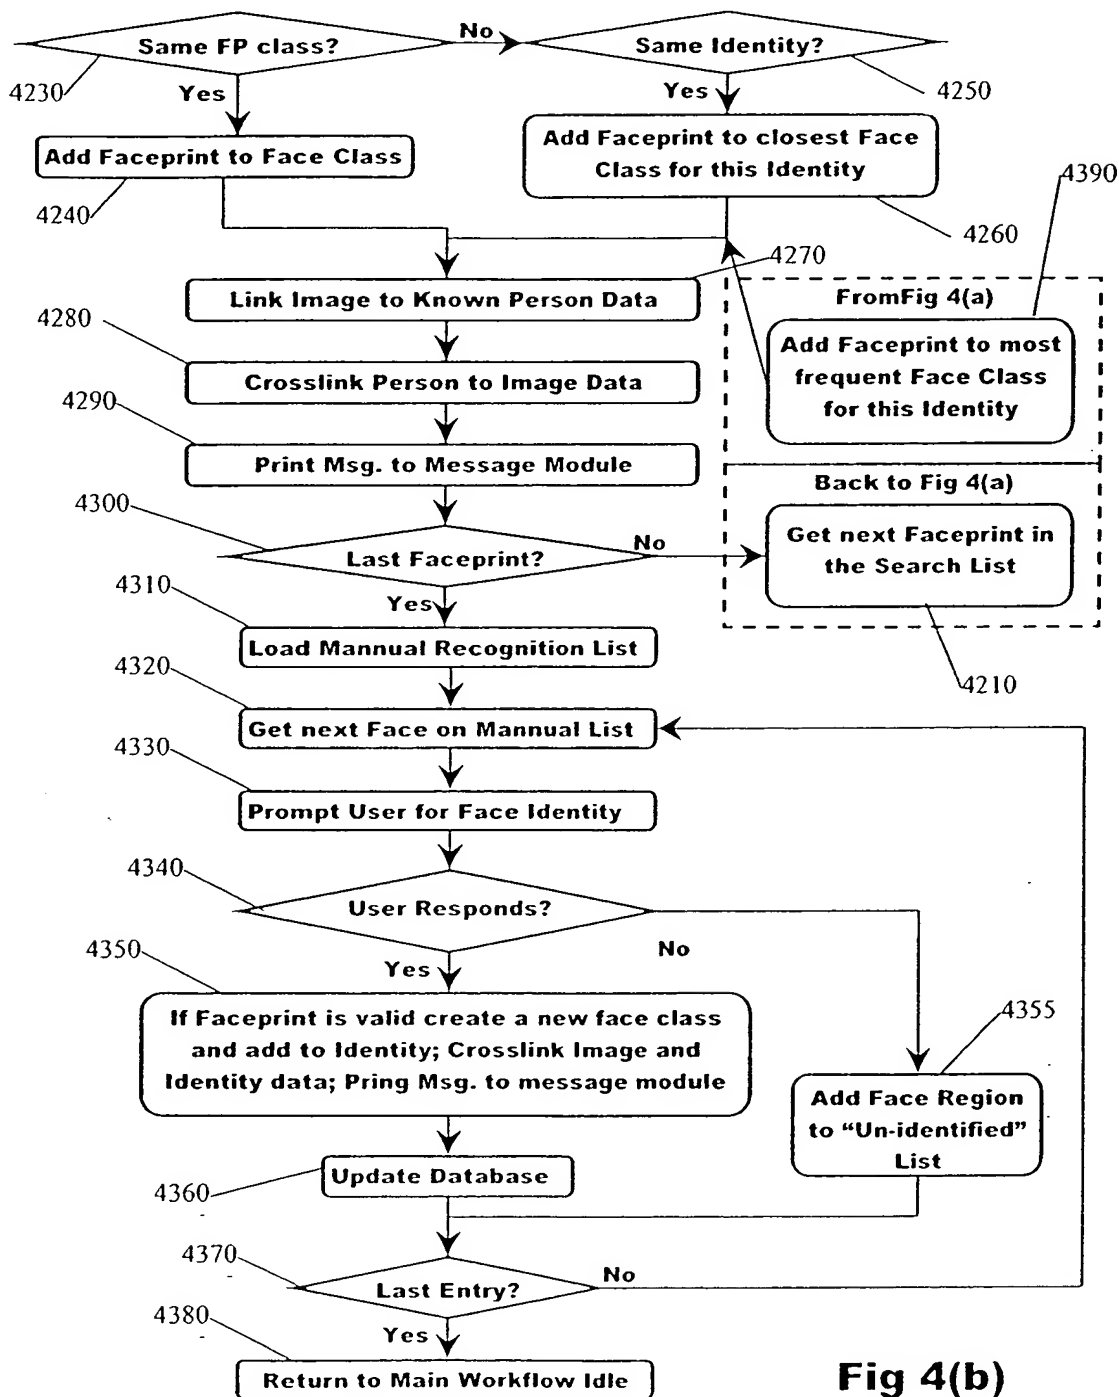 Same FP class?
No
Same Identity?
4230
Yes
Yes
4250
Add Faceprint to Face Class
Add Faceprint to closest Face
Class for this Identity
4390
4240
4260
4270
Link Image to Known Person Data
FromFig 4(a)
4280
Add Faceprint to most
frequent Face Class
for this Identity
Crosslink Person to Image Data
4290
Print Msg. to Message Module
Back to Fig 4(a)
4300
Last Faceprint?
No
Get next Faceprint in
the Search List
4310
Yes
Load Mannual Recognition List
4210
4320
Get next Face on Mannual List
4330
Prompt User for Face Identity
4340
User Responds?
No
4350
Yes
If Faceprint is valid create a new face class
and add to Identity; Crosslink Image and
Identity data; Pring Msg. to message module
4355
Add Face Region
to “Un-identified”
List
Update Database
4360
4370
Last Entry?
No
4380
Yes
Return to Main Workflow Idle
Fig 4(b)